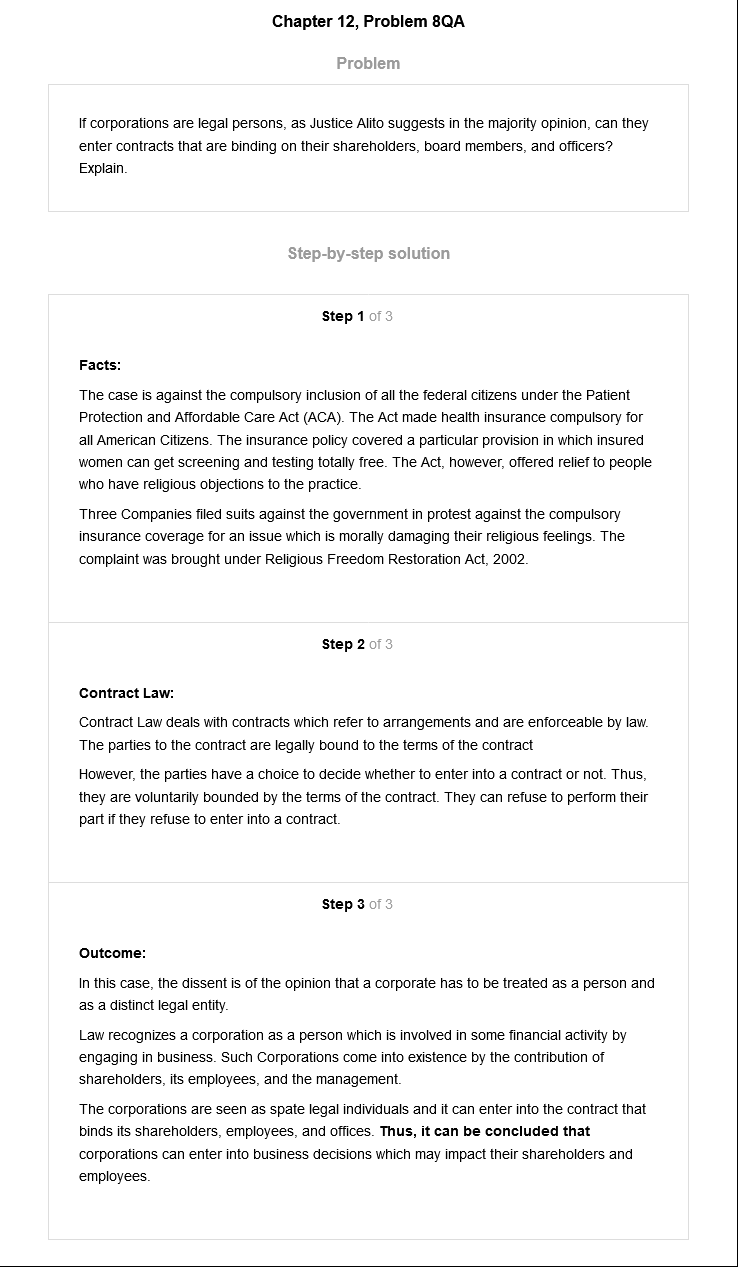 Chapter 12, Problem 8QA
Problem
If corporations are legal persons, as Justice Alito suggests in the majority opinion, can they
enter contracts that are binding on their shareholders, board members, and officers?
Explain.
Step-by-step solution
Step 1 of 3
Facts:
The case is against the compulsory inclusion of all the federal citizens under the Patient
Protection and Affordable Care Act (ACA). The Act made health insurance compulsory for
all American Citizens. The insurance policy covered a particular provision in which insured
women can get screening and testing totally free. The Act, however, offered relief to people
who have religious objections to the practice.
Three Companies filed suits against the government in protest against the compulsory
insurance coverage for an issue which is morally damaging their religious feelings. The
complaint was brought under Religious Freedom Restoration Act, 2002.
Step 2 of 3
Contract Law:
Contract Law deals with contracts which refer to arrangements and are enforceable by law.
The parties to the contract are legally bound to the terms of the contract
However, the parties have a choice to decide whether to enter into a contract or not. Thus,
they are voluntarily bounded by the terms of the contract. They can refuse to perform their
part if they refuse to enter into a contract.
Step 3 of 3
Outcome:
In this case, the dissent is of the opinion that a corporate has to be treated as a person and
as a distinct legal entity.
Law recognizes a corporation as a person which is involved in some financial activity by
engaging in business. Such Corporations come into existence by the contribution of
shareholders, its employees, and the management.
The corporations are seen as spate legal individuals and it can enter into the contract that
binds its shareholders, employees, and offices. Thus, it can be concluded that
corporations can enter into business decisions which may impact their shareholders and
employees.